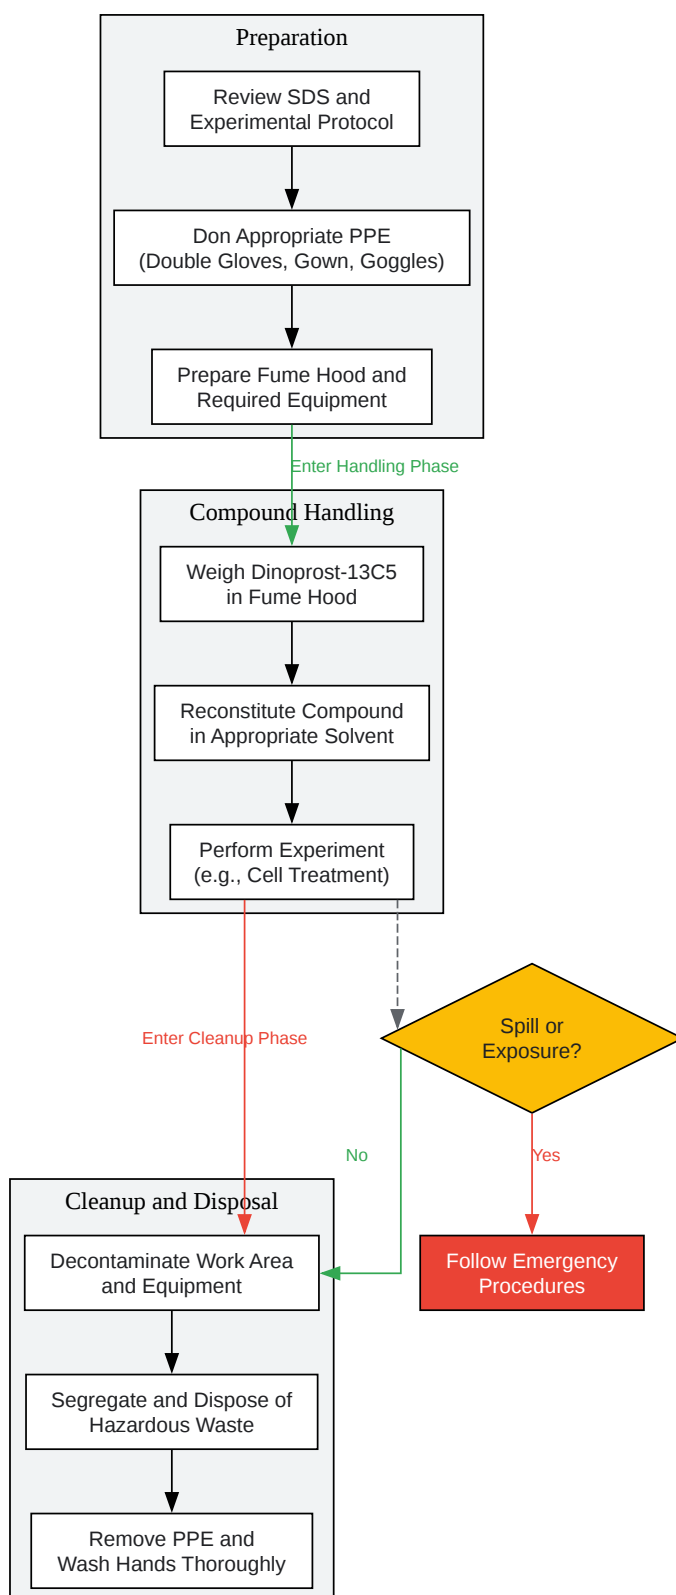 Preparation
Review SDS and
Experimental Protocol
Don Appropriate PPE
(Double Gloves, Gown, Goggles)
Prepare Fume Hood and
Required Equipment
Enter Handling Phase
Compound Handling
Weigh Dinoprost-13C5
in Fume Hood
Reconstitute Compound
in Appropriate Solvent
Perform Experiment
(e.g., Cell Treatment)
Enter Cleanup Phase
Spill or
Exposure?
No
Yes
Cleanup and Disposal
Decontaminate Work Area
and Equipment
Follow Emergency
Procedures
Segregate and Dispose of
Hazardous Waste
Remove PPE and
Wash Hands Thoroughly